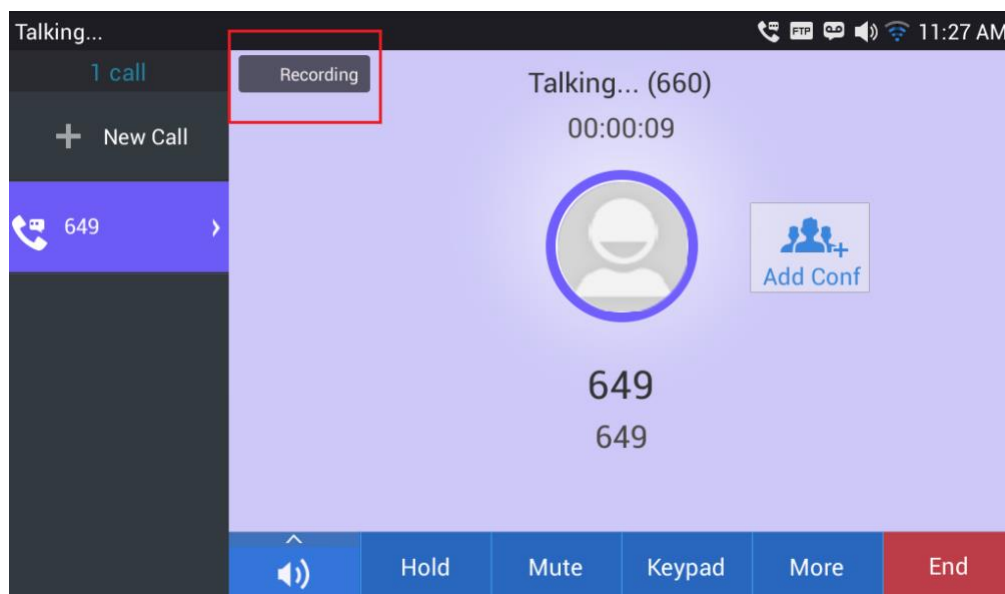 Talking...
FTP
11:27 AM
1 call
New Call
649
Recording
Talking... (660)
00:00:09
Add Conf
649
649
Hold
Mute
Keypad
More
End